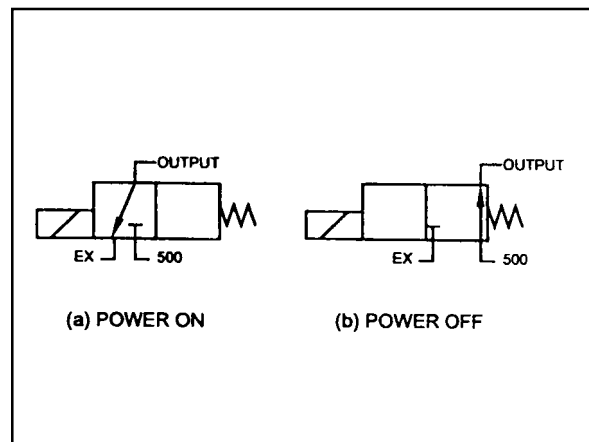 OUTPUT
EX
500
(a) POWER ON
OUTPUT
EX
500
(b) POWER OFF